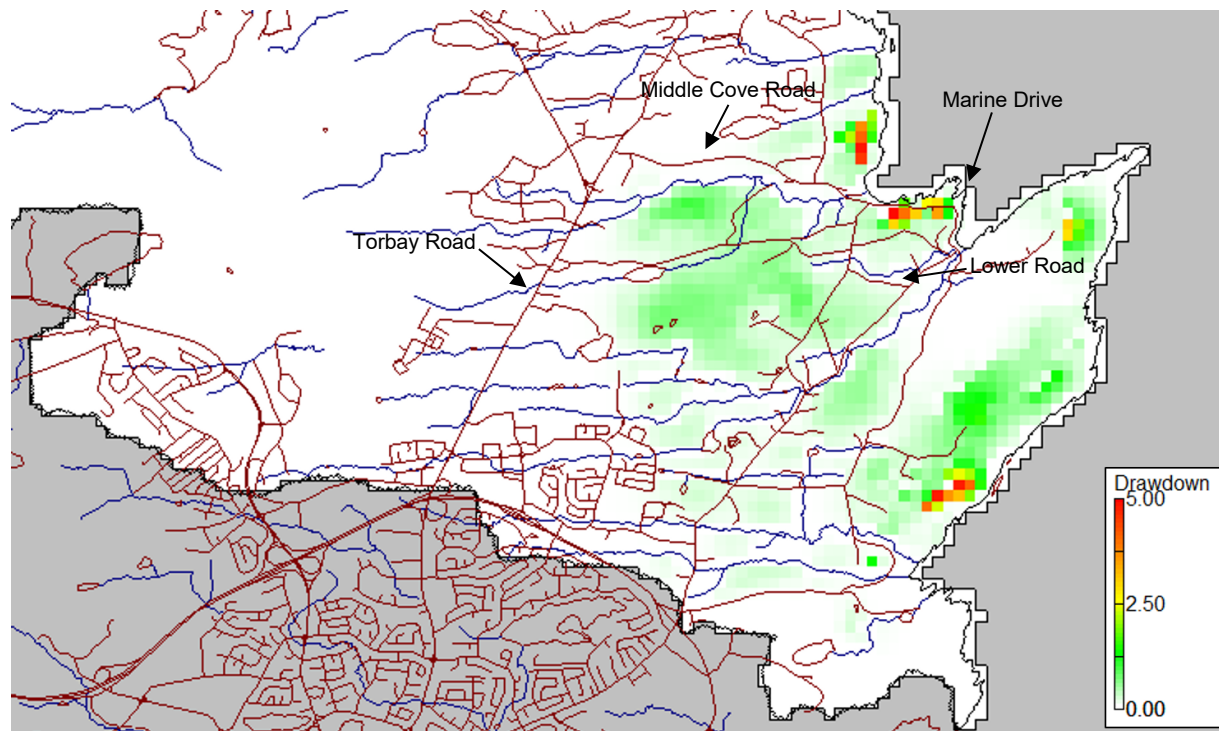 Middle Cove Road
Marine Drive
Torbay Road
Lower Road
Drawdown
5.00
2.50
0.00